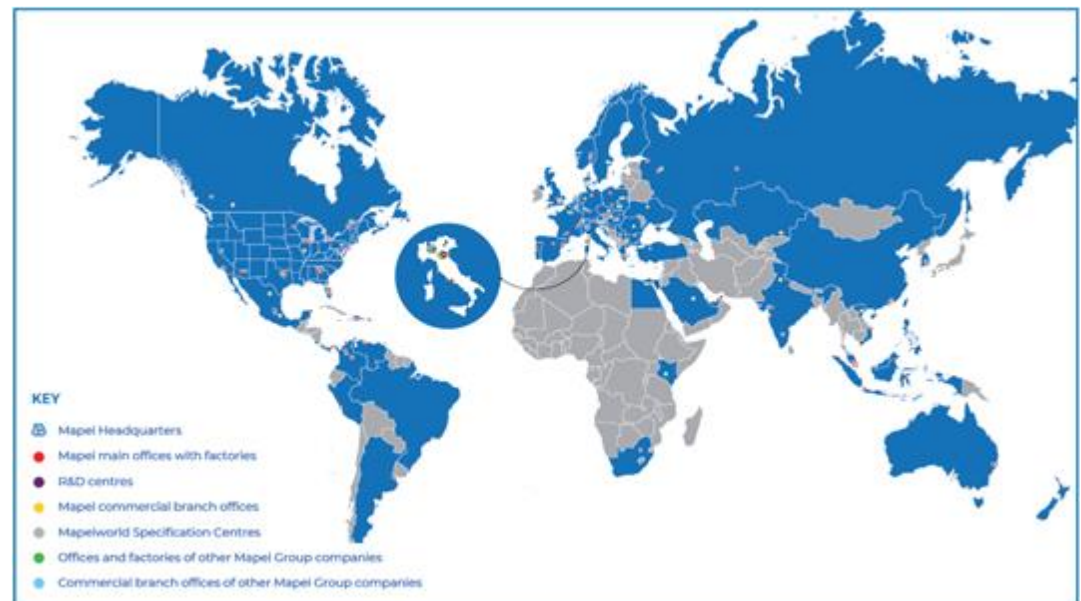 KEY
Mapei Headquarters
Mapei main offices with factories
R&D centres
Mapei commercial branch offices
Mapeiworld Specification Centres
Offices and factories of other Mapei Group companies
Commercial branch offices of other Mapei Group companies